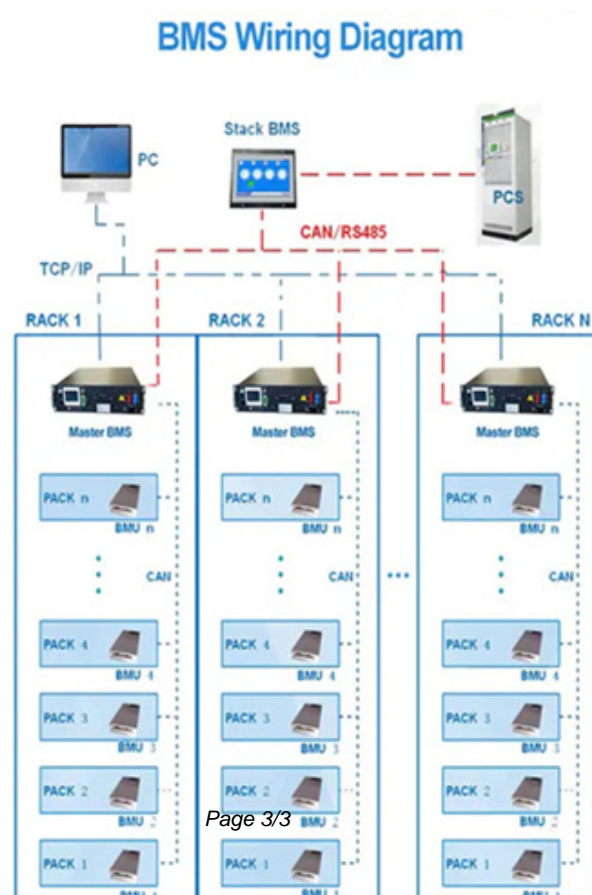 BMS Wiring Diagram
Stack BMS
PC
PCS
CAN/RS485
TCP/IP
RACK 1
RACK 2
RACK N
Master BMS
Master BMS
Master BMS
PACK n
PACK n
PACK n
BMU n
BMU n
BMU n
CAN
CAN
CAN
PACK 4
PACK 4
PACK 4
BMU 4
BMU 4
BMU 4
PACK 3
PACK 3
PACK 3
BMU 3
BMU 3
BMU 3
PACK 2
PACK 2
PACK 2
Page 3/3
BMU 2
BMU 2
BMU 2
PACK 1
PACK 1
PACK 1